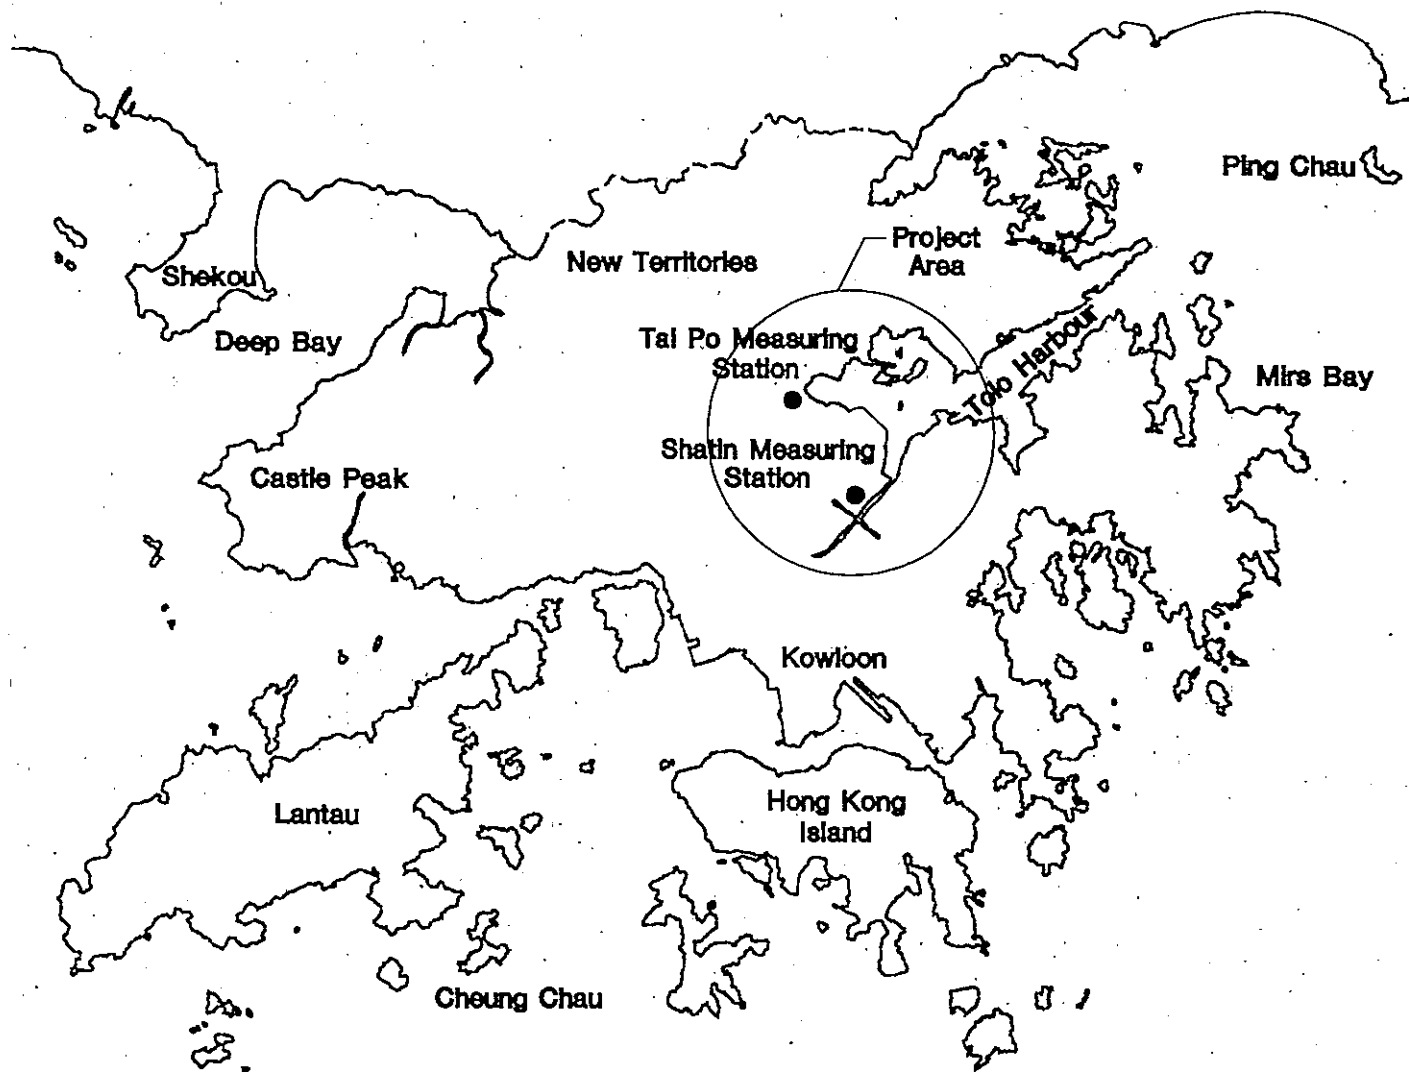 Ping Chau
Project
Area
New Territories
Shekou
Deep Bay
Tai Po Measuring
Station
Tolo Harbour
Mirs Bay
Shatin Measuring
Station
Castle Peak
Kowloon
Lantau
Hong Kong
Island
Cheung Chau